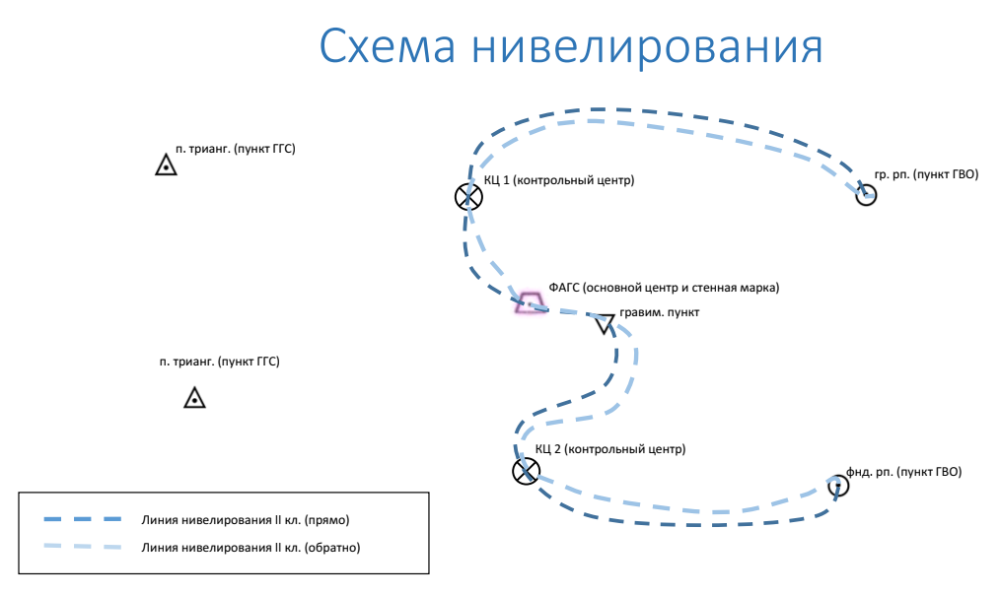 Схема нивелирования
п. трианг. (пункт ГГС)
КЦ 1 (контрольный центр)
гр. рп. (пункт ГВО)
ФАГС (основной центр и стенная марка)
гравим. пункт
п. трианг. (пункт ГГС)
КЦ 2 (контрольный центр)
фнд. рп. (пункт ГВО)
Линия нивелирования II кл. (прямо)
Линия нивелирования II кл. (обратно)